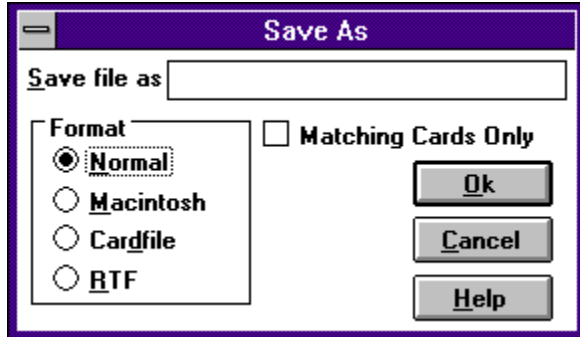 Save As
Save file as
Format
Matching Cards Only
Normal
Macintosh
Cardfile
RTF
Ok
Cancel
Help